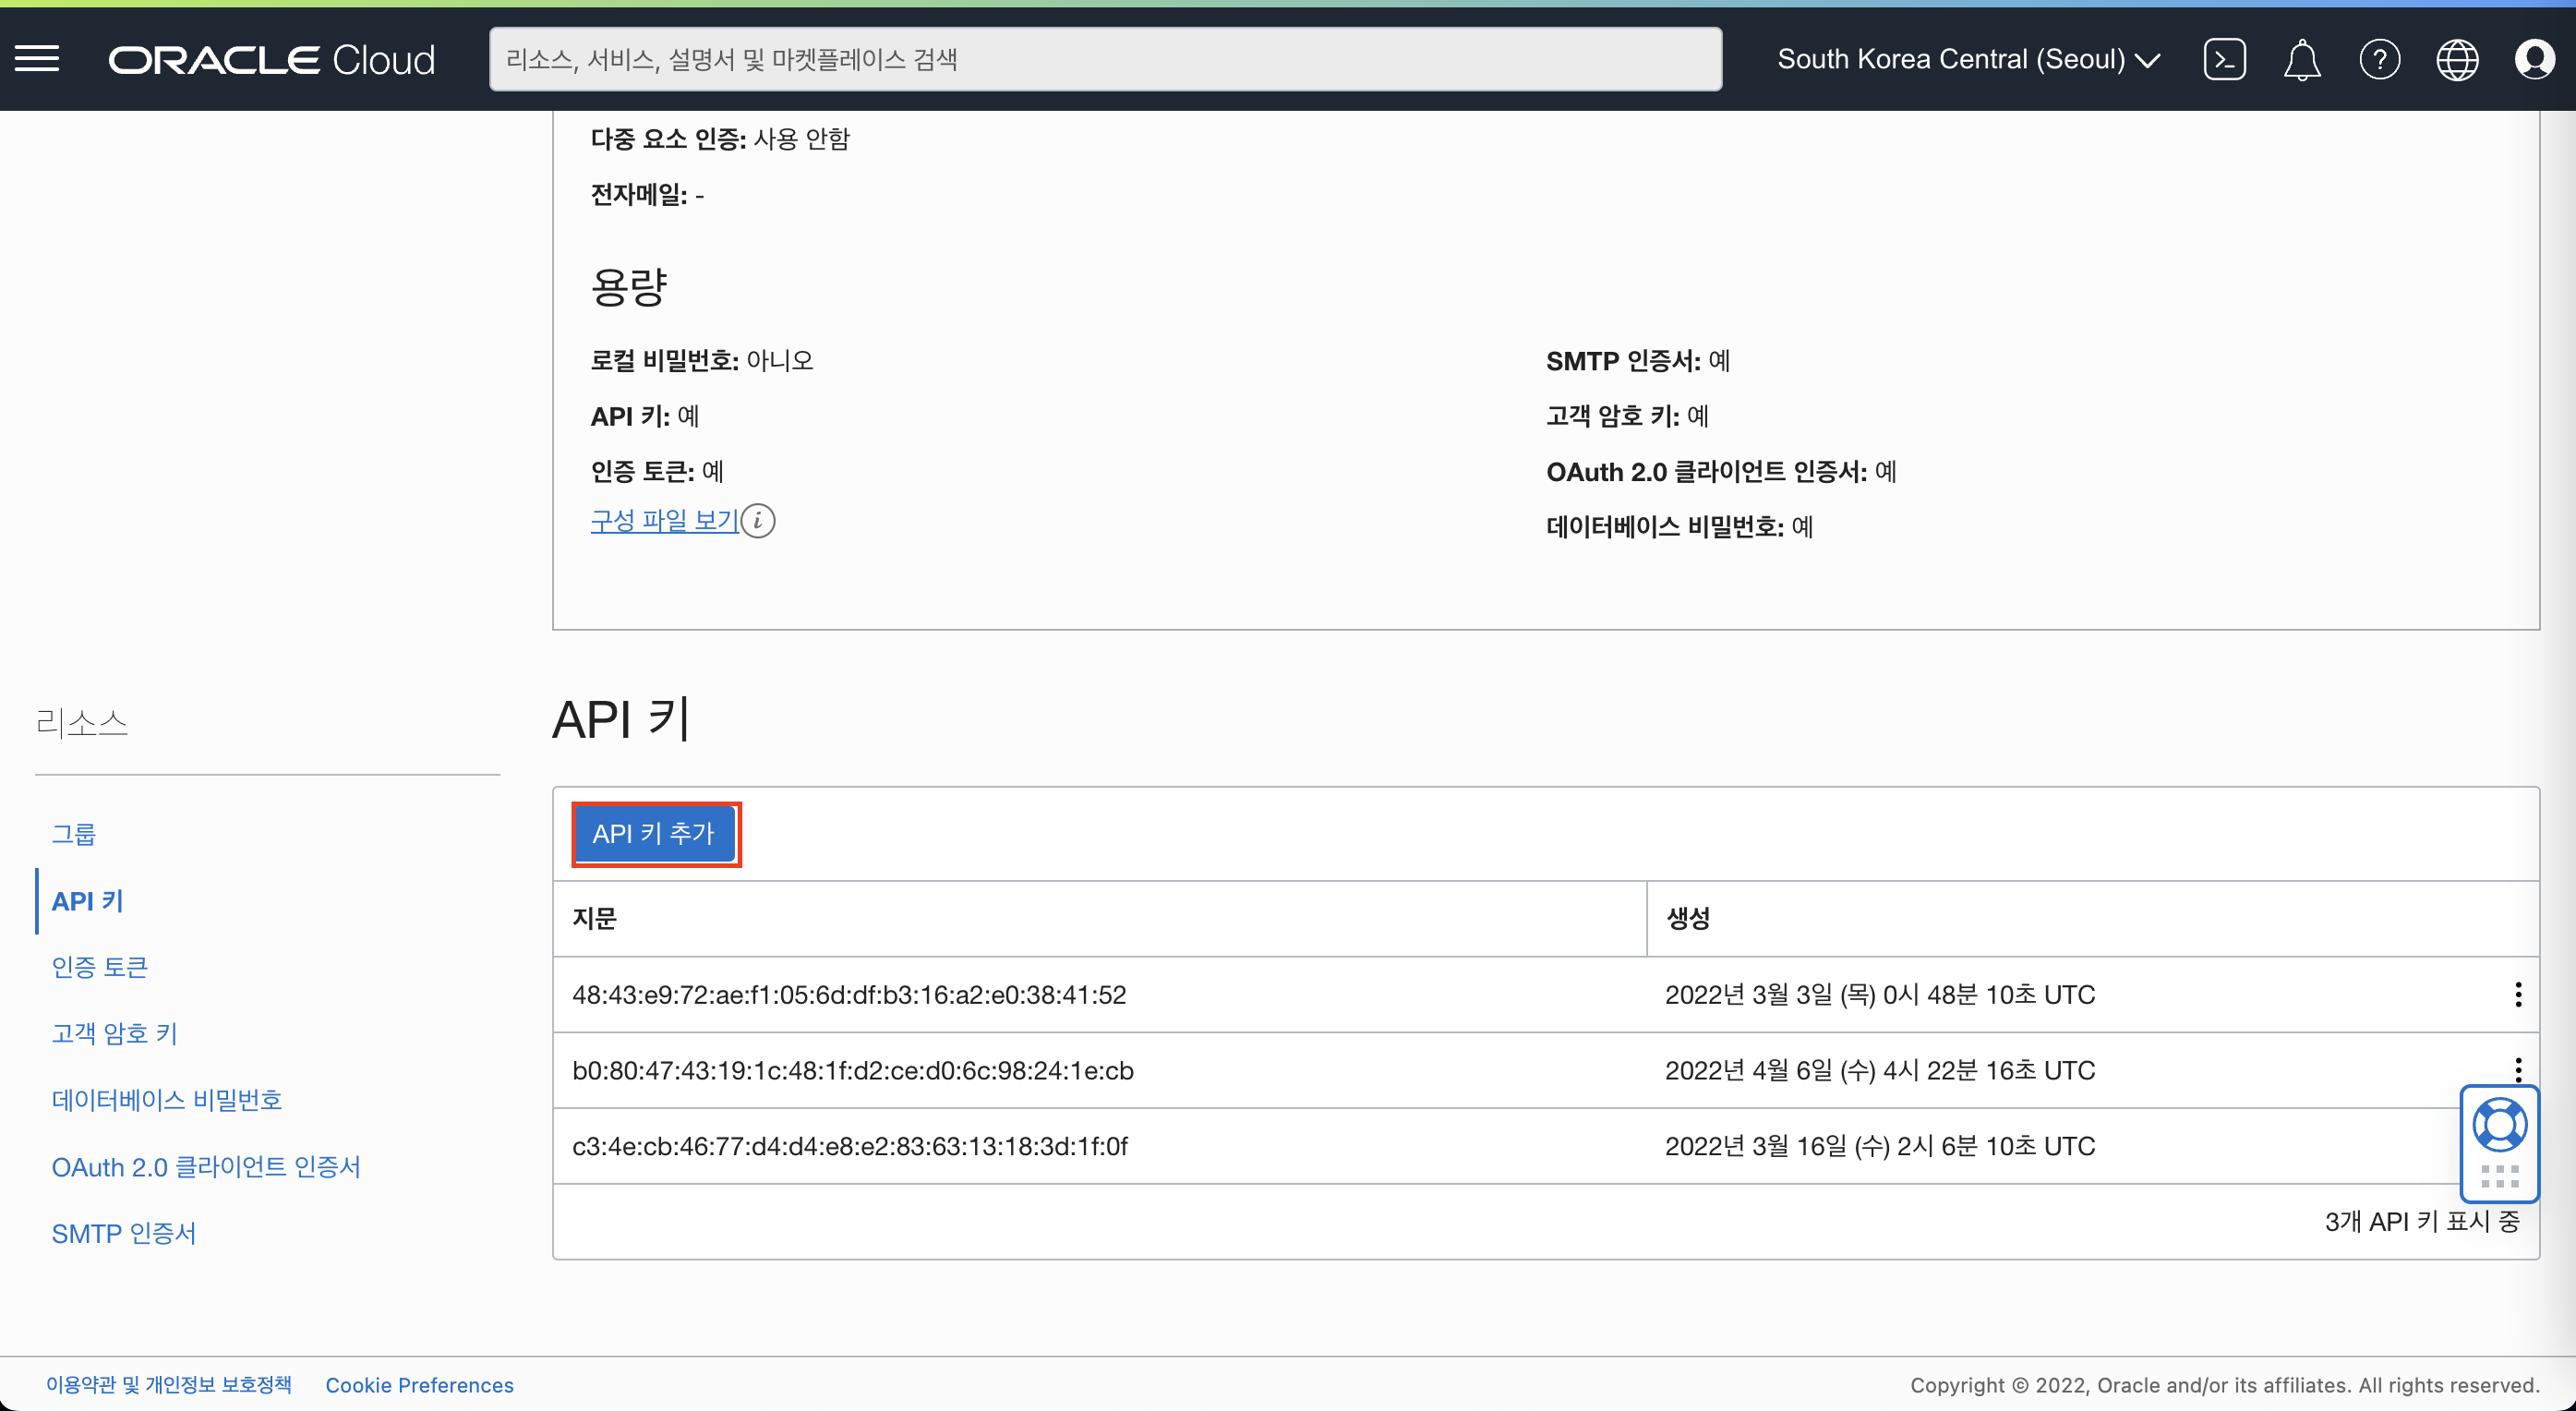 ORACLE Cloud
리소스, 서비스, 설명서 및 마켓플레이스 검색
South Korea Central (Seoul)
다중 요소 인증: 사용 안함
전자메일: -
용량
로컬 비밀번호: 아니오
API 키: 예
인증 토큰: 예
구성 파일 보기
SMTP 인증서: 예
고객 암호 키: 예
OAuth 2.0 클라이언트 인증서: 예
데이터베이스 비밀번호: 예
리소스
그룹
API 키
인증 토큰
고객 암호 키
데이터베이스 비밀번호
OAuth 2.0 클라이언트 인증서
SMTP 인증서
API 키
API 키 추가
지문 생성
48:43:e9:72:ae:f1:05:6d:df:b3:16:a2:e0:38:41:52 2022년 3월 3일 (목) 0시 48분 10초 UTC
b0:80:47:43:19:1c:48:1f:d2:ce:d0:6c:98:24:1e:cb 2022년 4월 6일 (수) 4시 22분 16초 UTC
c3:4e:cb:46:77:d4:d4:e8:e2:83:63:13:18:3d:1f:0f 2022년 3월 16일 (수) 2시 6분 10초 UTC
3개 API 키 표시 중
이용약관 및 개인정보 보호정책 Cookie Preferences
Copyright © 2022, Oracle and/or its affiliates. All rights reserved.